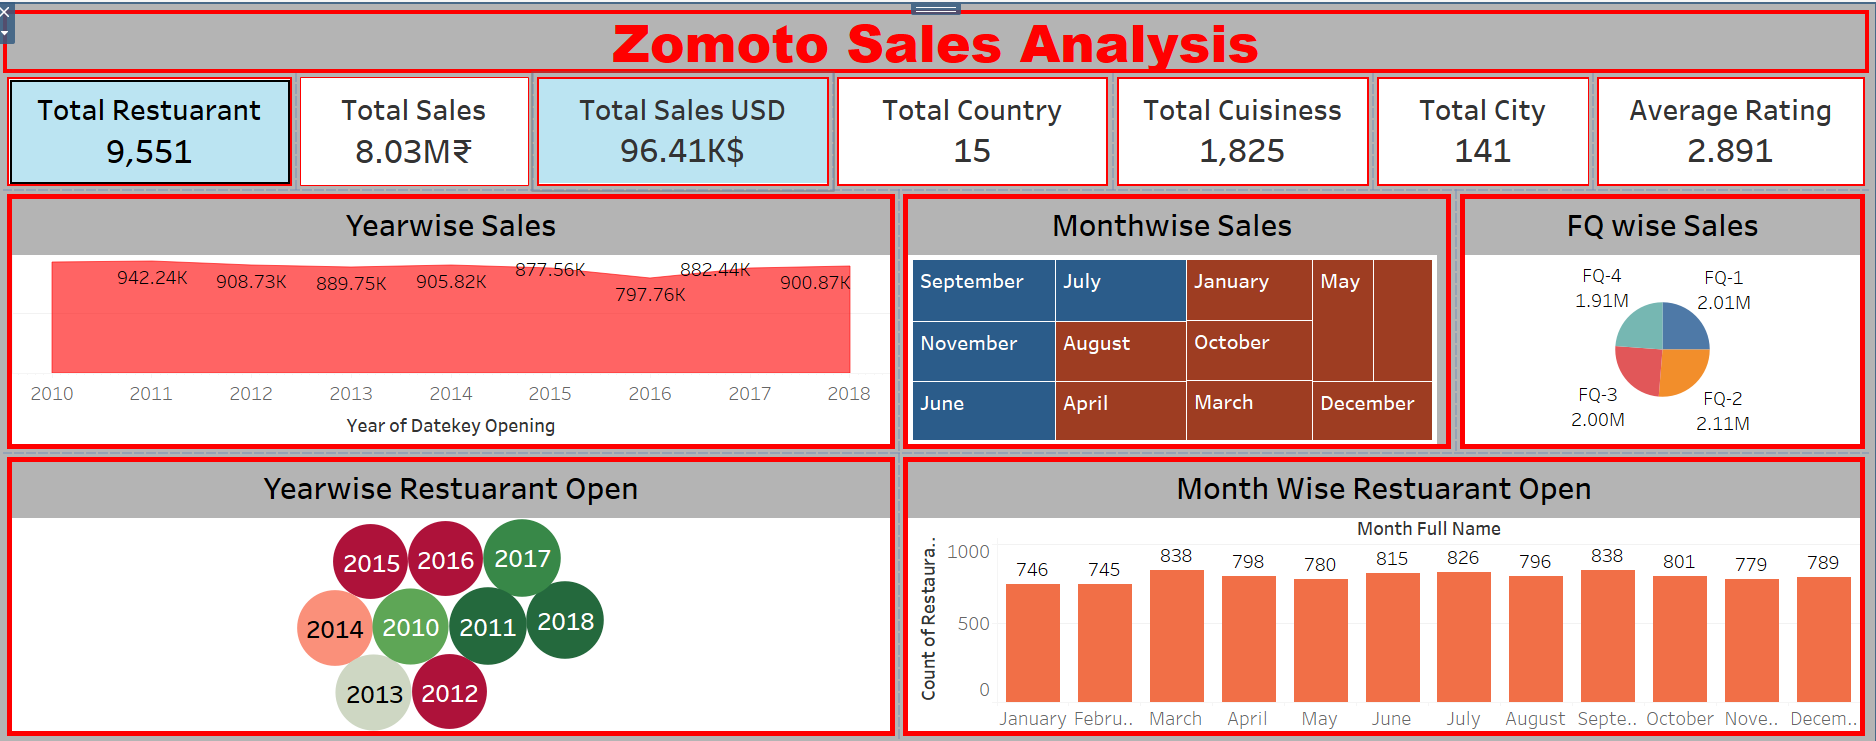 Zomoto Sales Analysis
Total Restuarant
9,551
Total Sales
8.03M₹
Total Sales USD
96.41K$
Total Country
15
Total Cuisiness
1,825
Total City
141
Average Rating
2.891
Yearwise Sales
942.24K 908.73K 889.75K 905.82K 877.56K 797.76K 882.44K 900.87K
2010 2011 2012 2013 2014 2015 2016 2017 2018
Year of Datekey Opening
Monthwise Sales
September July January May
November August October
June April March December
FQ wise Sales
FQ-4
1.91M
FQ-1
2.01M
FQ-3
2.00M
FQ-2
2.11M
Yearwise Restuarant Open
2015 2016 2017
2014 2010 2011 2018
2013 2012
Month Wise Restuarant Open
Month Full Name
Count of Restaura..
1000
500
0
746 745 838 798 780 815 826 796 838 801 779 789
January Febru.. March April May June July August Septe.. October Nove.. Decem..